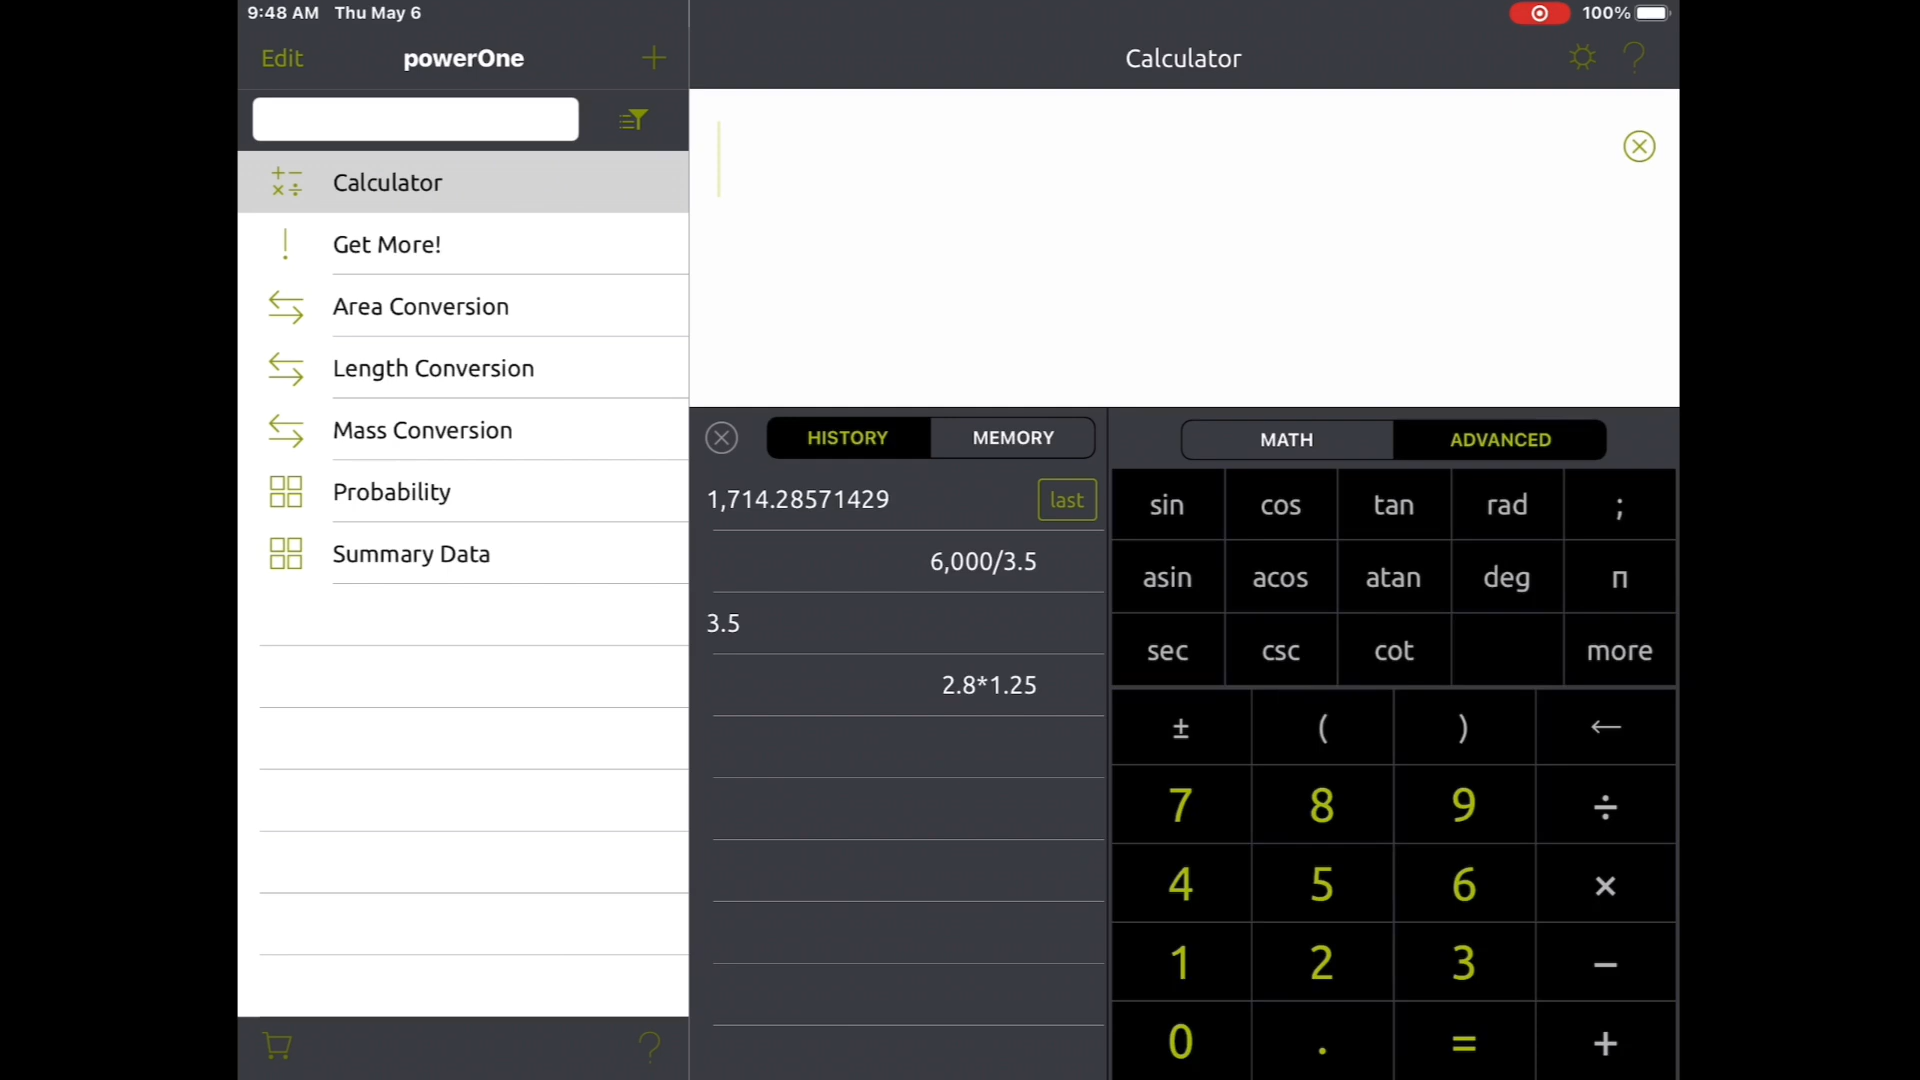 9:48 AM Thu May 6
100%
Edit powerOne +
Calculator ?
Calculator
Get More!
Area Conversion
Length Conversion
Mass Conversion
Probability
Summary Data
?
HISTORY MEMORY
1,714.28571429 last
6,000/3.5
3.5
2.8*1.25
MATH ADVANCED
sin cos tan rad ;
asin acos atan deg π
sec csc cot more
± ( ) ←
7 8 9 ÷
4 5 6 ×
1 2 3 −
0 . = +